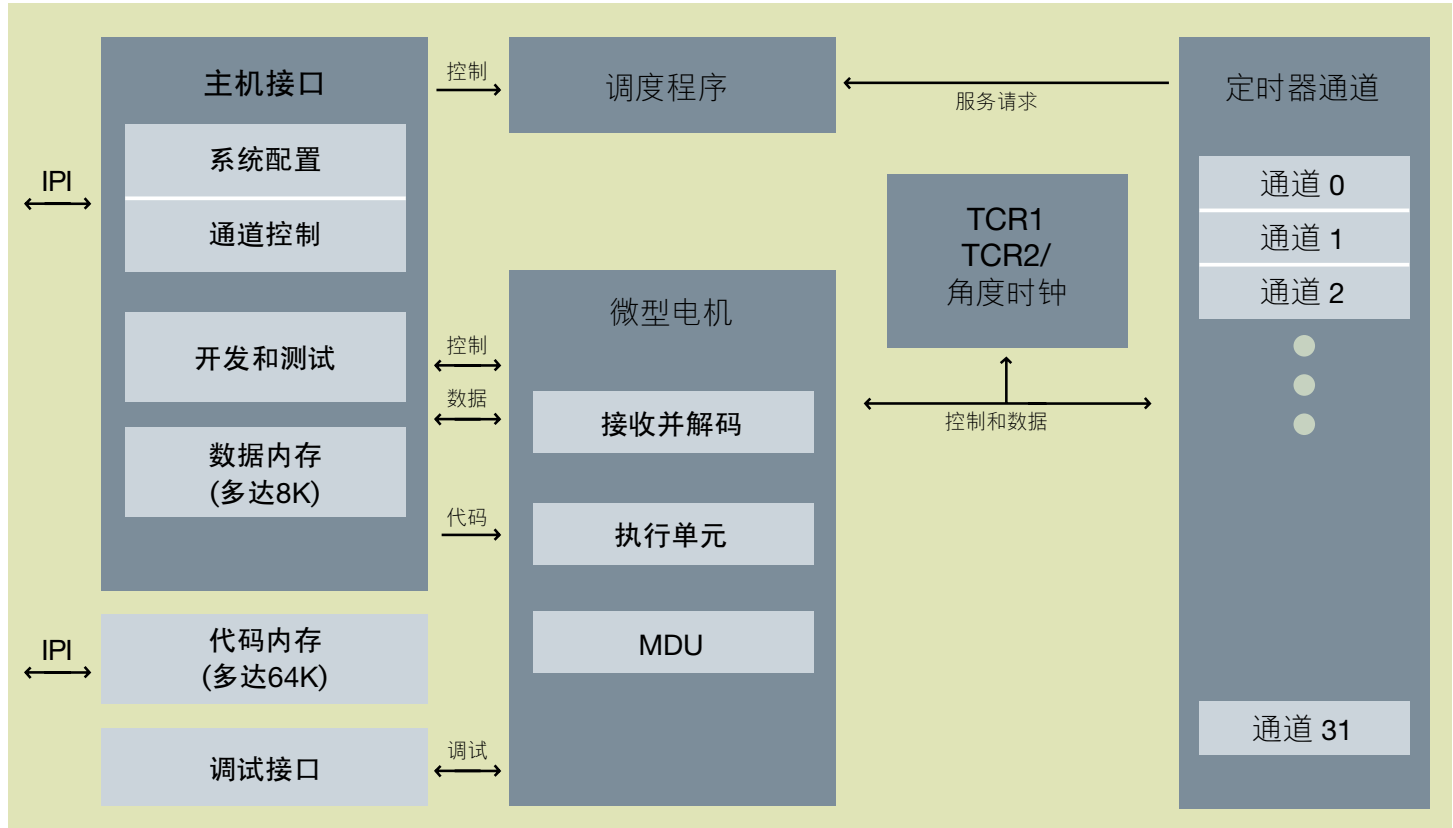 主机接口
系统配置
通道控制
开发和测试
数据内存
(多达8K)
IPI
代码内存
(多达64K)
IPI
调试接口
控制
调度程序
服务请求
控制
数据
代码
调试
微型电机
接收并解码
执行单元
MDU
TCR1
TCR2/
角度时钟
控制和数据
定时器通道
通道 0
通道 1
通道 2
通道 31